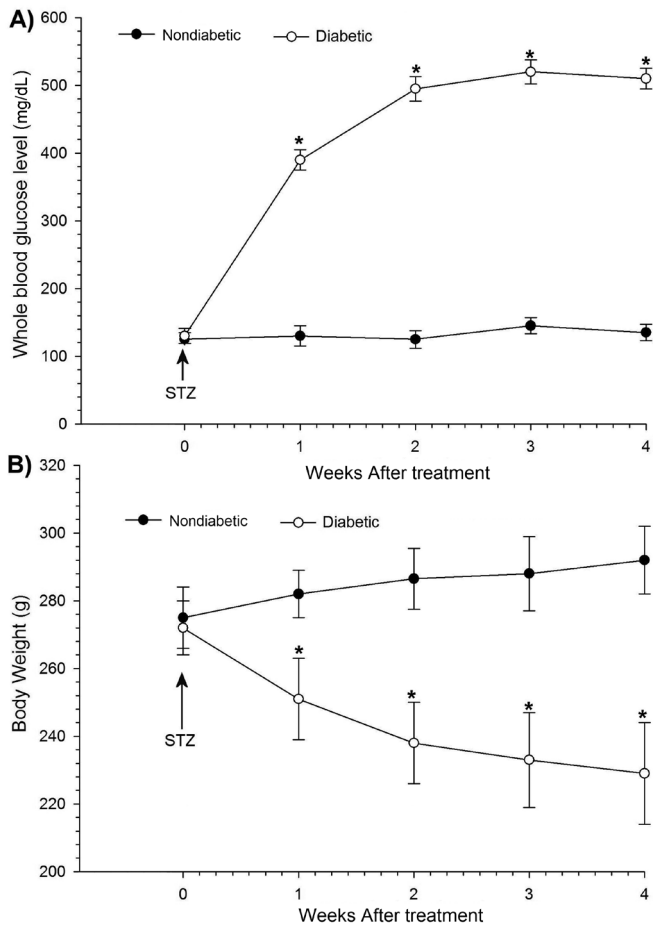 A)
Nondiabetic
Diabetic
Whole blood glucose level (mg/dL)
600
500
400
300
200
100
0
*
*
*
*
STZ
0 1 2 3 4
Weeks After treatment
B)
Nondiabetic
Diabetic
Body Weight (g)
320
300
280
260
240
220
200
*
*
*
*
STZ
0 1 2 3 4
Weeks After treatment